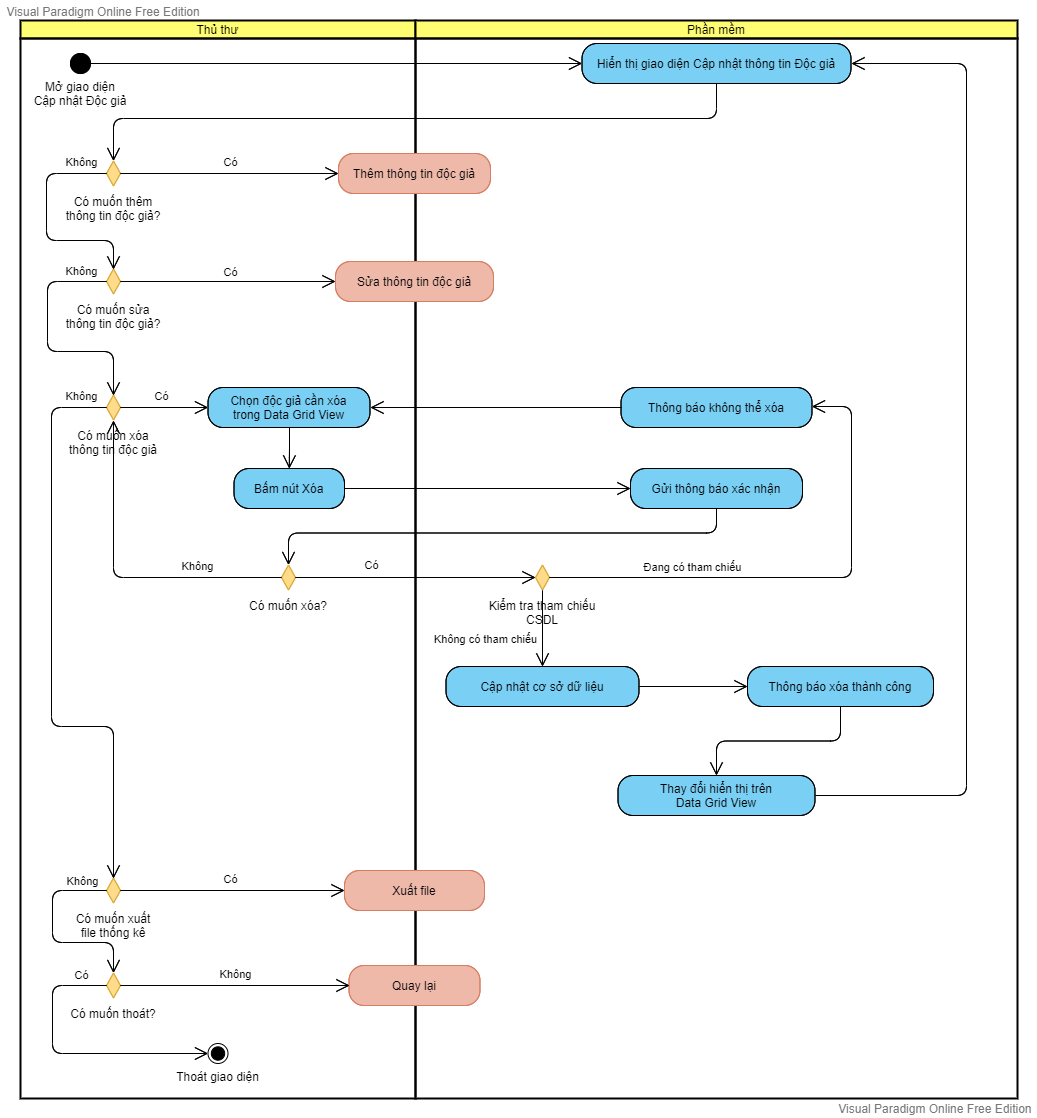 Visual Paradigm Online Free Edition
Thủ thư
Phần mềm
Mở giao diện
Cập nhật Độc giả
Hiển thị giao diện Cập nhật thông tin Độc giả
Không
Có
Thêm thông tin độc giả
Có muốn thêm
thông tin độc giả?
Không
Có
Sửa thông tin độc giả
Có muốn sửa
thông tin độc giả?
Không
Có
Chọn độc giả cần xóa
trong Data Grid View
Thông báo không thể xóa
Có muốn xóa
thông tin độc giả
Bấm nút Xóa
Gửi thông báo xác nhận
Không
Có
Đang có tham chiếu
Có muốn xóa?
Kiểm tra tham chiếu
CSDL
Không có tham chiếu
Cập nhật cơ sở dữ liệu
Thông báo xóa thành công
Thay đổi hiển thị trên
Data Grid View
Không
Có
Xuất file
Có muốn xuất
file thống kê
Có
Không
Quay lại
Có muốn thoát?
Thoát giao diện
Visual Paradigm Online Free Edition